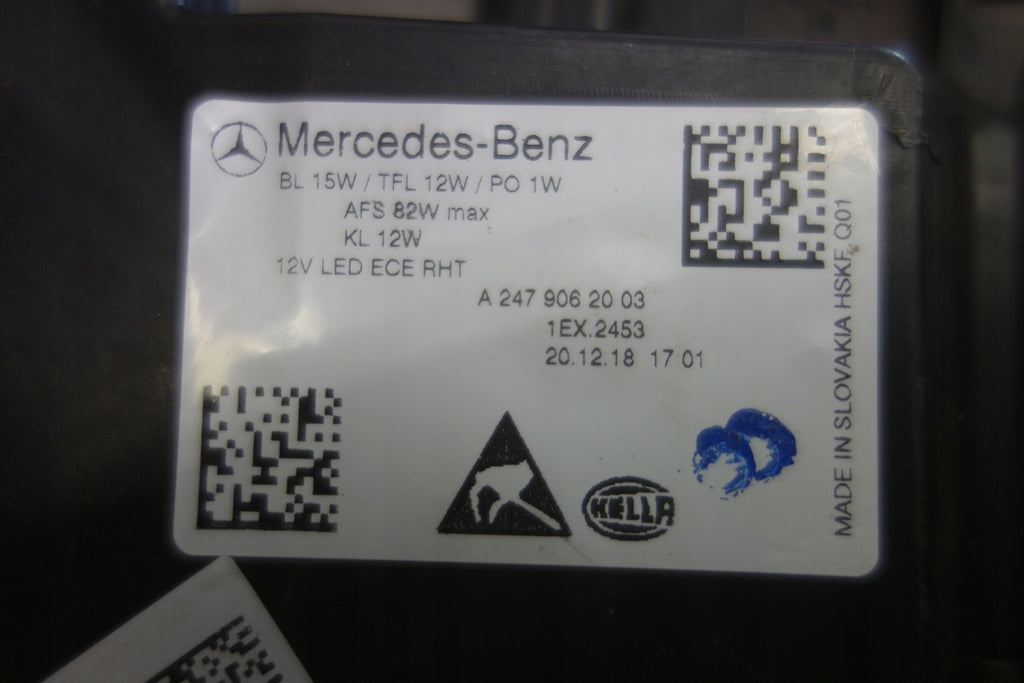 Mercedes-Benz
BL 15W / TFL 12W / PO 1W
AFS 82W max
KL 12W
12V LED ECE RHT
A 247 906 20 03
1EX.2453
20.12.18 17 01
HELLA
MADE IN SLOVAKIA HSKF Q01